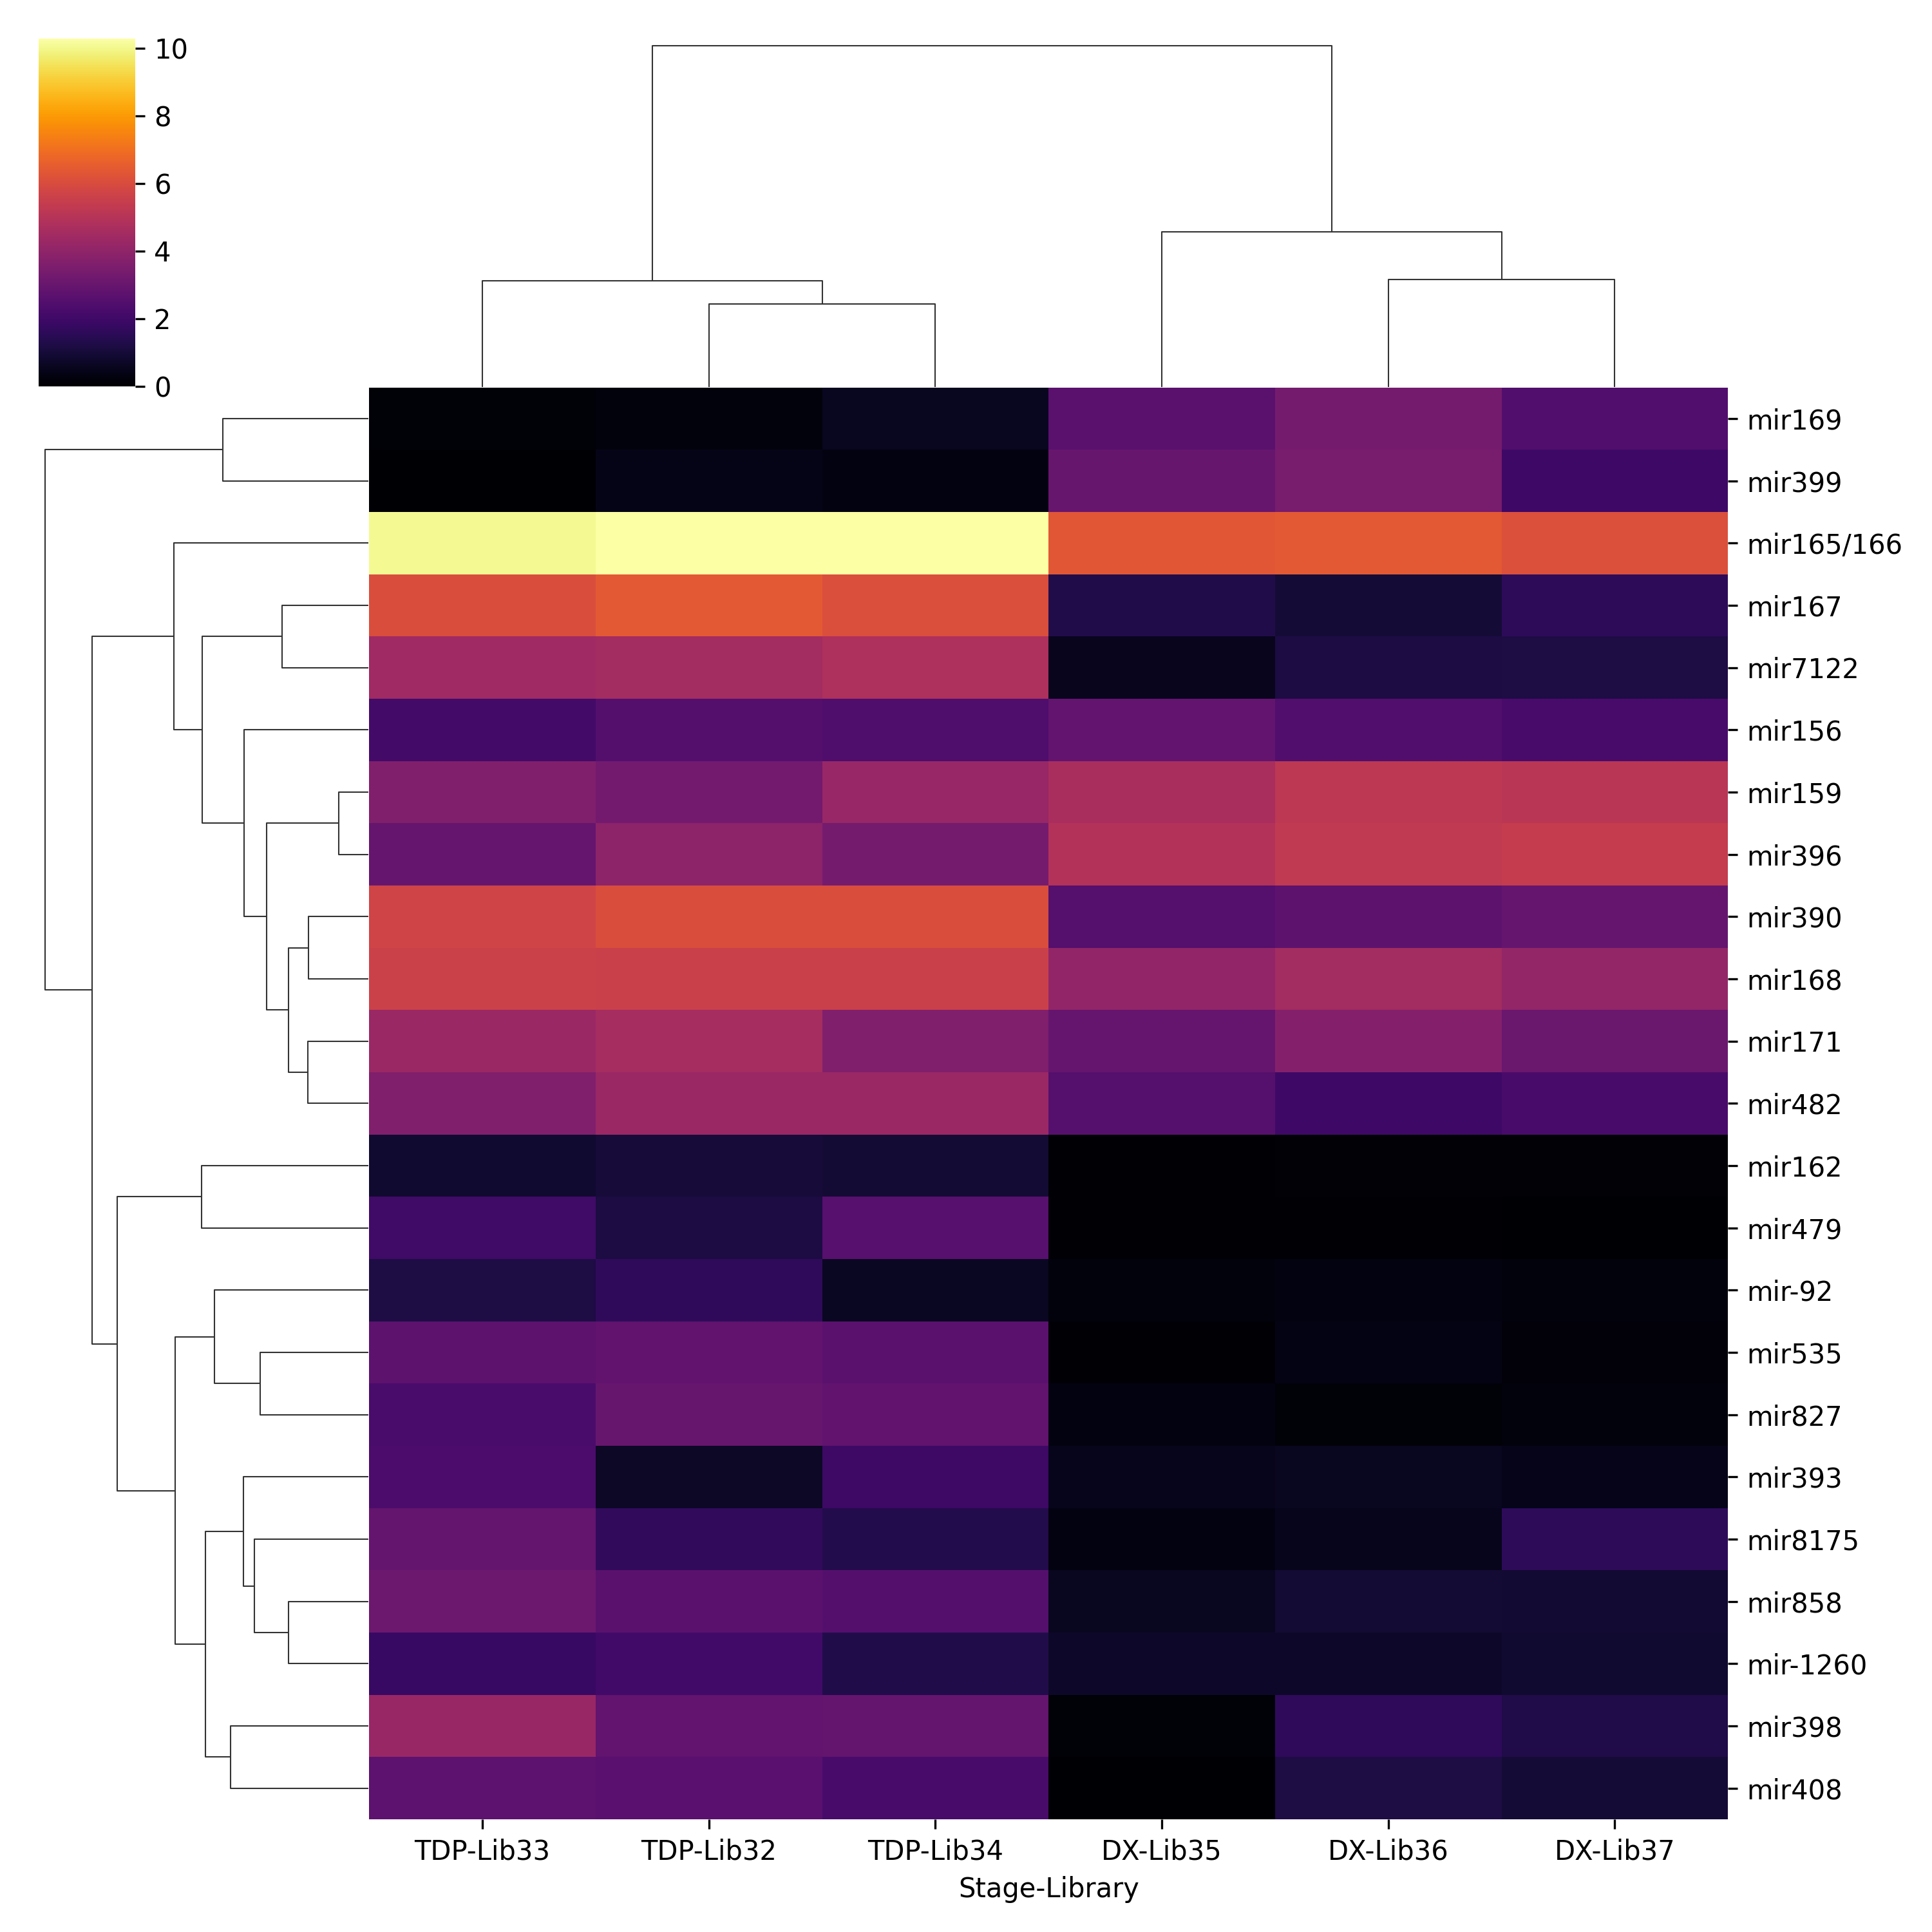 10
8
6
4
2
0
mir169
mir399
mir165/166
mir167
mir7122
mir156
mir159
mir396
mir390
mir168
mir171
mir482
mir162
mir479
mir-92
mir535
mir827
mir393
mir8175
mir858
mir-1260
mir398
mir408
TDP-Lib33 TDP-Lib32 TDP-Lib34 DX-Lib35 DX-Lib36 DX-Lib37
Stage-Library